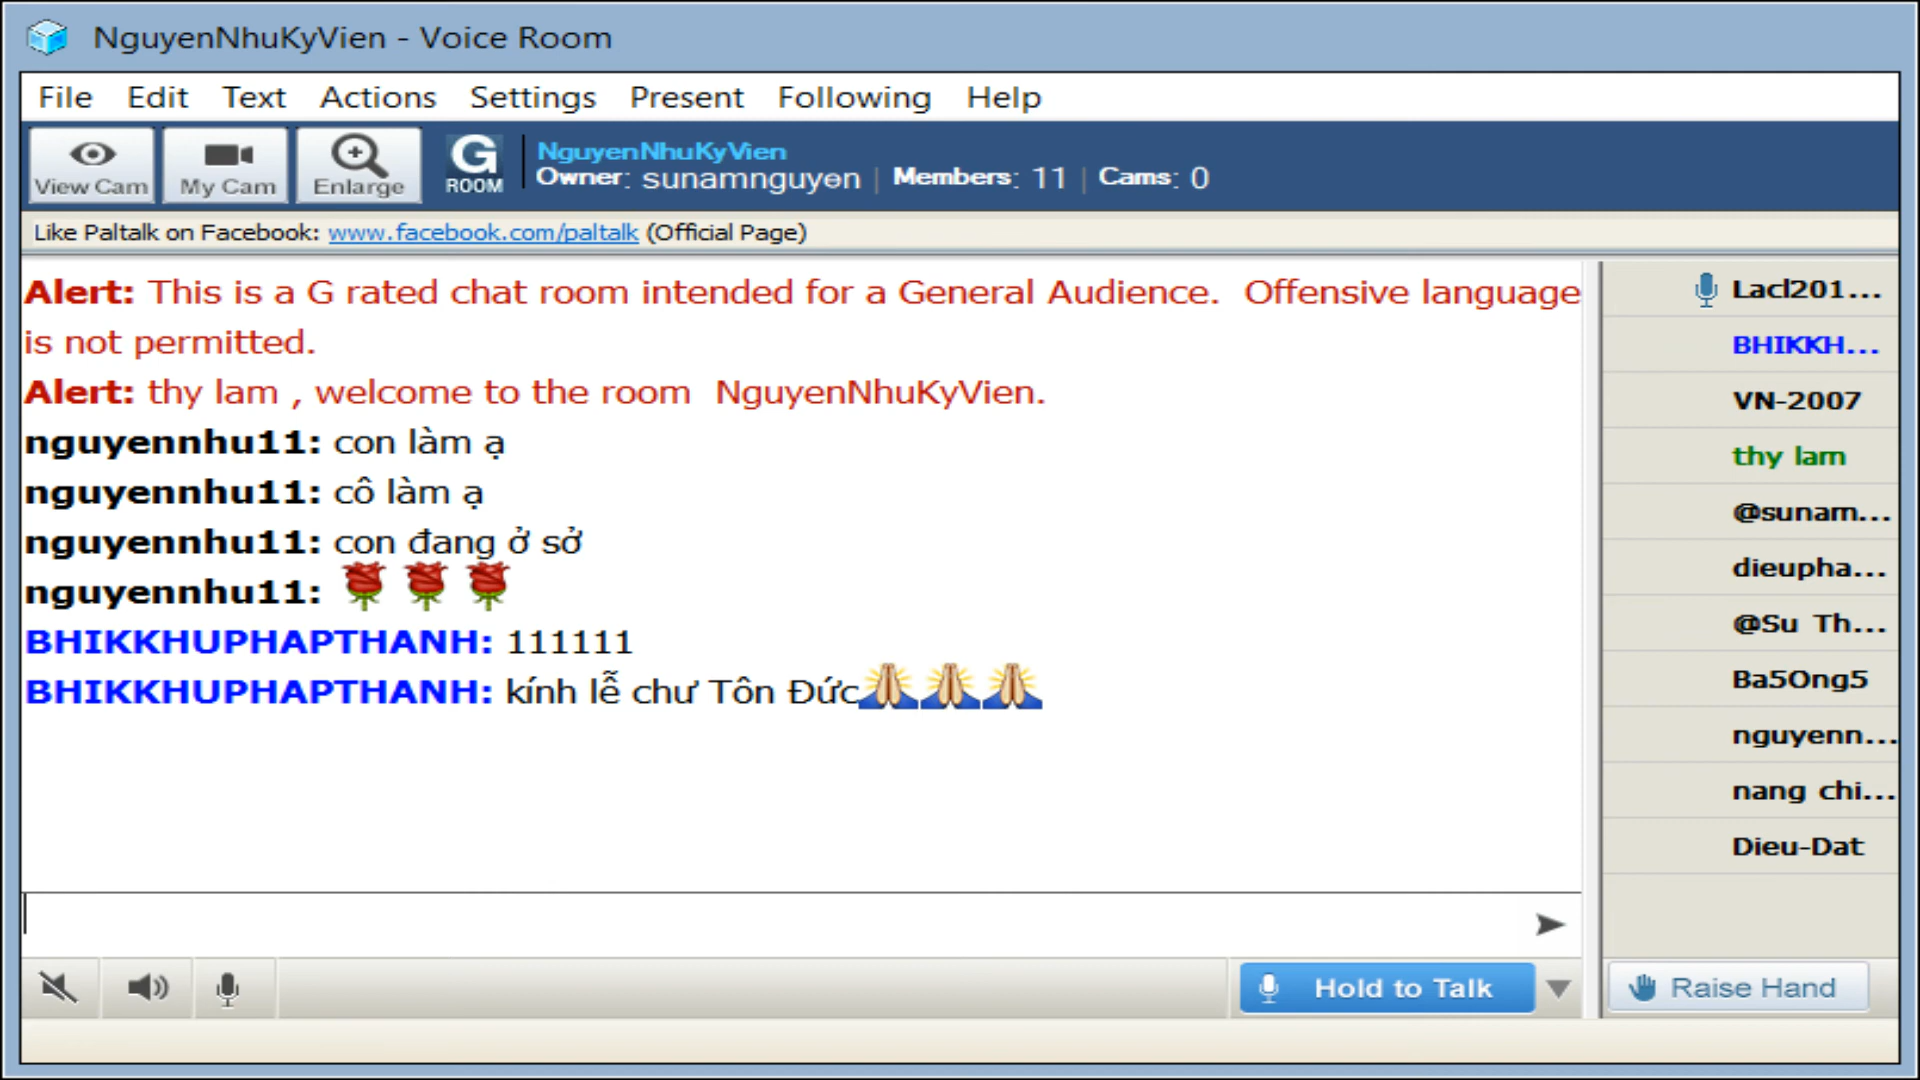 NguyenNhuKyVien - Voice Room
File Edit Text Actions Settings Present Following Help
View Cam My Cam Enlarge G ROOM
NguyenNhuKyVien
Owner: sunamnguyen | Members: 11 | Cams: 0
Like Paltalk on Facebook: www.facebook.com/paltalk (Official Page)
Alert: This is a G rated chat room intended for a General Audience. Offensive language
is not permitted.
Alert: thy lam , welcome to the room NguyenNhuKyVien.
nguyennhu11: con làm ạ
nguyennhu11: cô làm ạ
nguyennhu11: con đang ở sở
nguyennhu11: 🌹🌹🌹
BHIKKHUPHAPTHANH: 111111
BHIKKHUPHAPTHANH: kính lễ chư Tôn Đức🙏🙏🙏
Lacl201...
BHIKKH...
VN-2007
thy lam
@sunam...
dieupha...
@Su Th...
Ba5Ong5
nguyenn...
nang chi...
Dieu-Dat
Hold to Talk
Raise Hand